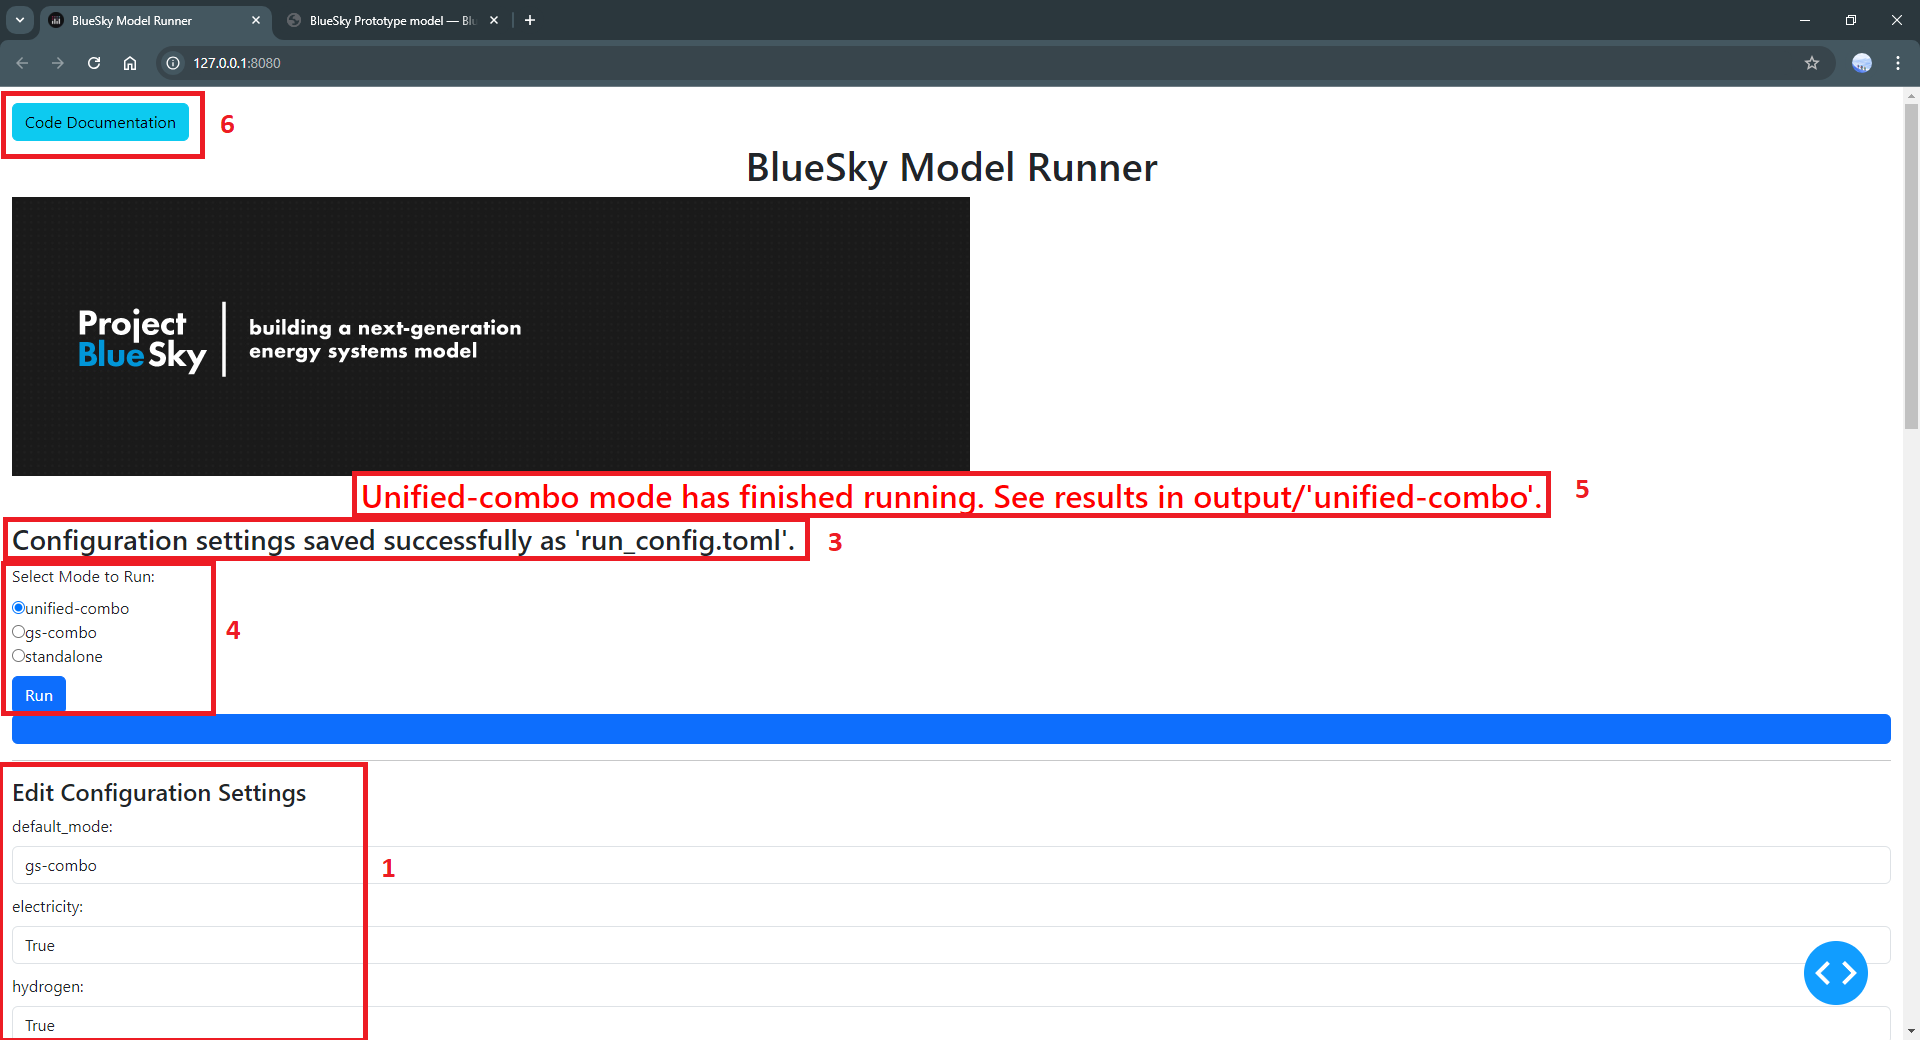 BlueSky Model Runner
BlueSky Prototype model — Blu
127.0.0.1:8080
Code Documentation
6
BlueSky Model Runner
Project
BlueSky
building a next-generation
energy systems model
Unified-combo mode has finished running. See results in output/'unified-combo'.
5
Configuration settings saved successfully as 'run_config.toml'.
3
Select Mode to Run:
unified-combo
gs-combo
4
standalone
Run
Edit Configuration Settings
default_mode:
gs-combo
1
electricity:
True
hydrogen:
True